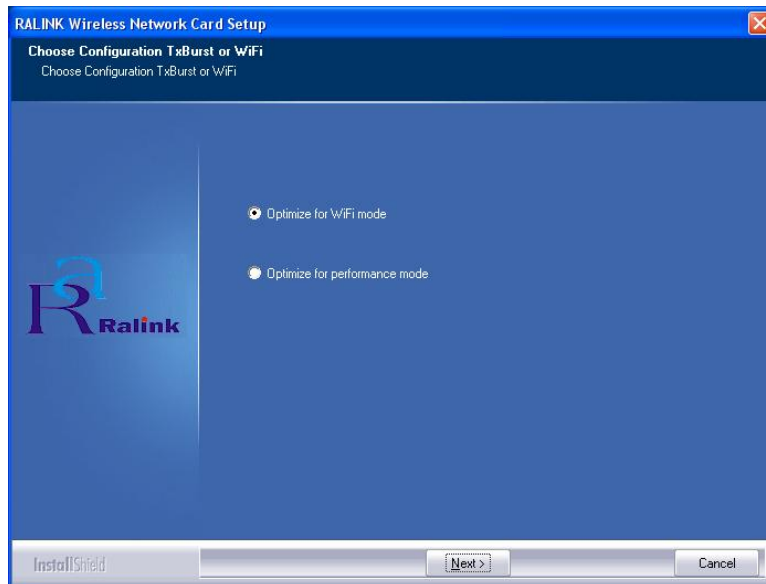 RALINK Wireless Network Card Setup
Choose Configuration TxBurst or WiFi
Choose Configuration TxBurst or WiFi
Optimize for WiFi mode
Optimize for performance mode
Ra
Ralink
InstallShield
Next >
Cancel